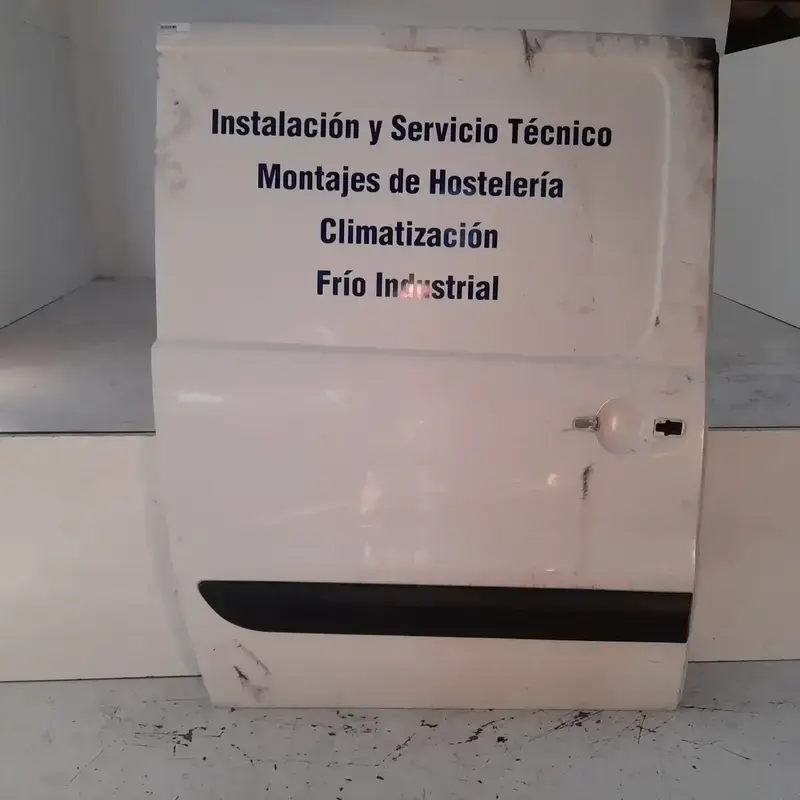 Instalación y Servicio Técnico
Montajes de Hostelería
Climatización
Frío Industrial